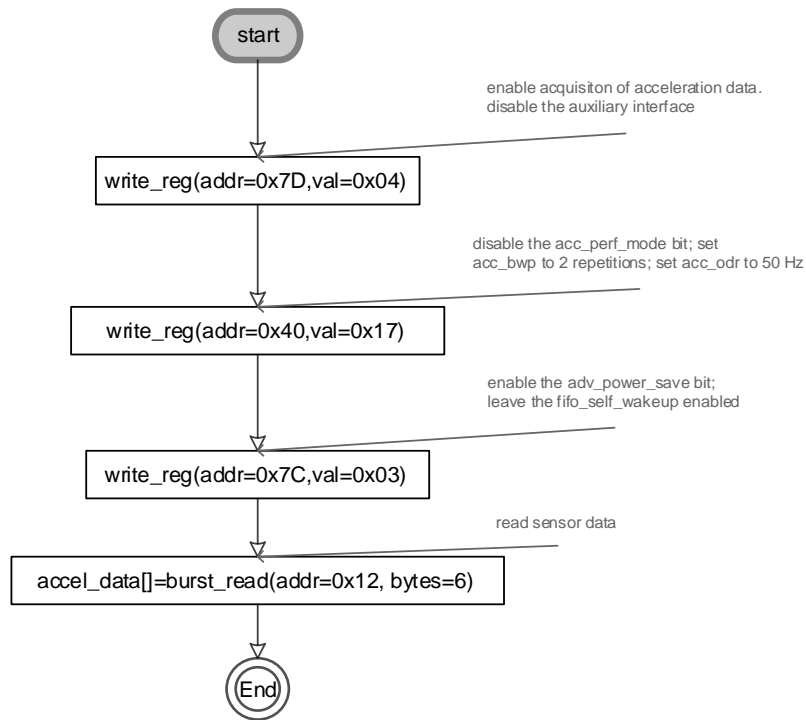 start
enable acquisiton of acceleration data.
disable the auxiliary interface
write_reg(addr=0x7D,val=0x04)
disable the acc_perf_mode bit; set
acc_bwp to 2 repetitions; set acc_odr to 50 Hz
write_reg(addr=0x40,val=0x17)
enable the adv_power_save bit;
leave the fifo_self_wakeup enabled
write_reg(addr=0x7C,val=0x03)
read sensor data
accel_data[]=burst_read(addr=0x12, bytes=6)
End